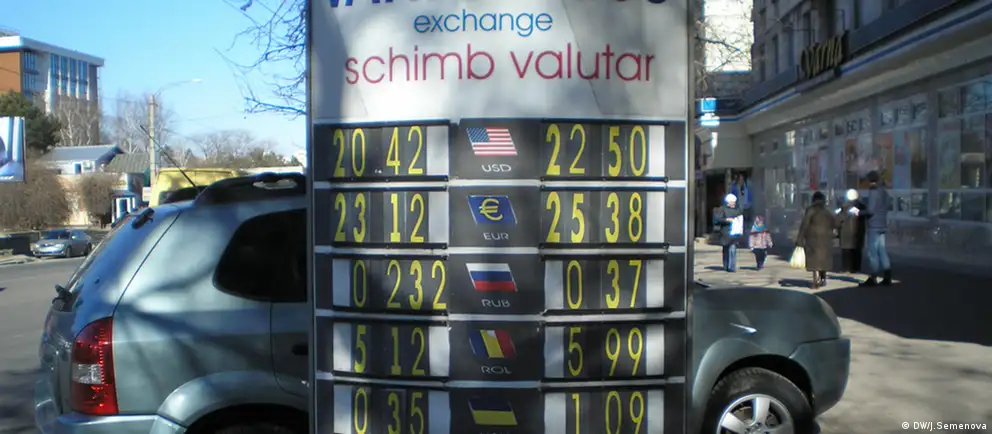 exchange
schimb valutar
20 42 USD 22 50
23 12 € EUR 25 38
0 232 RUB 0 37
5 12 ROL 5 99
0 35 1 09
© DW/J.Semenova